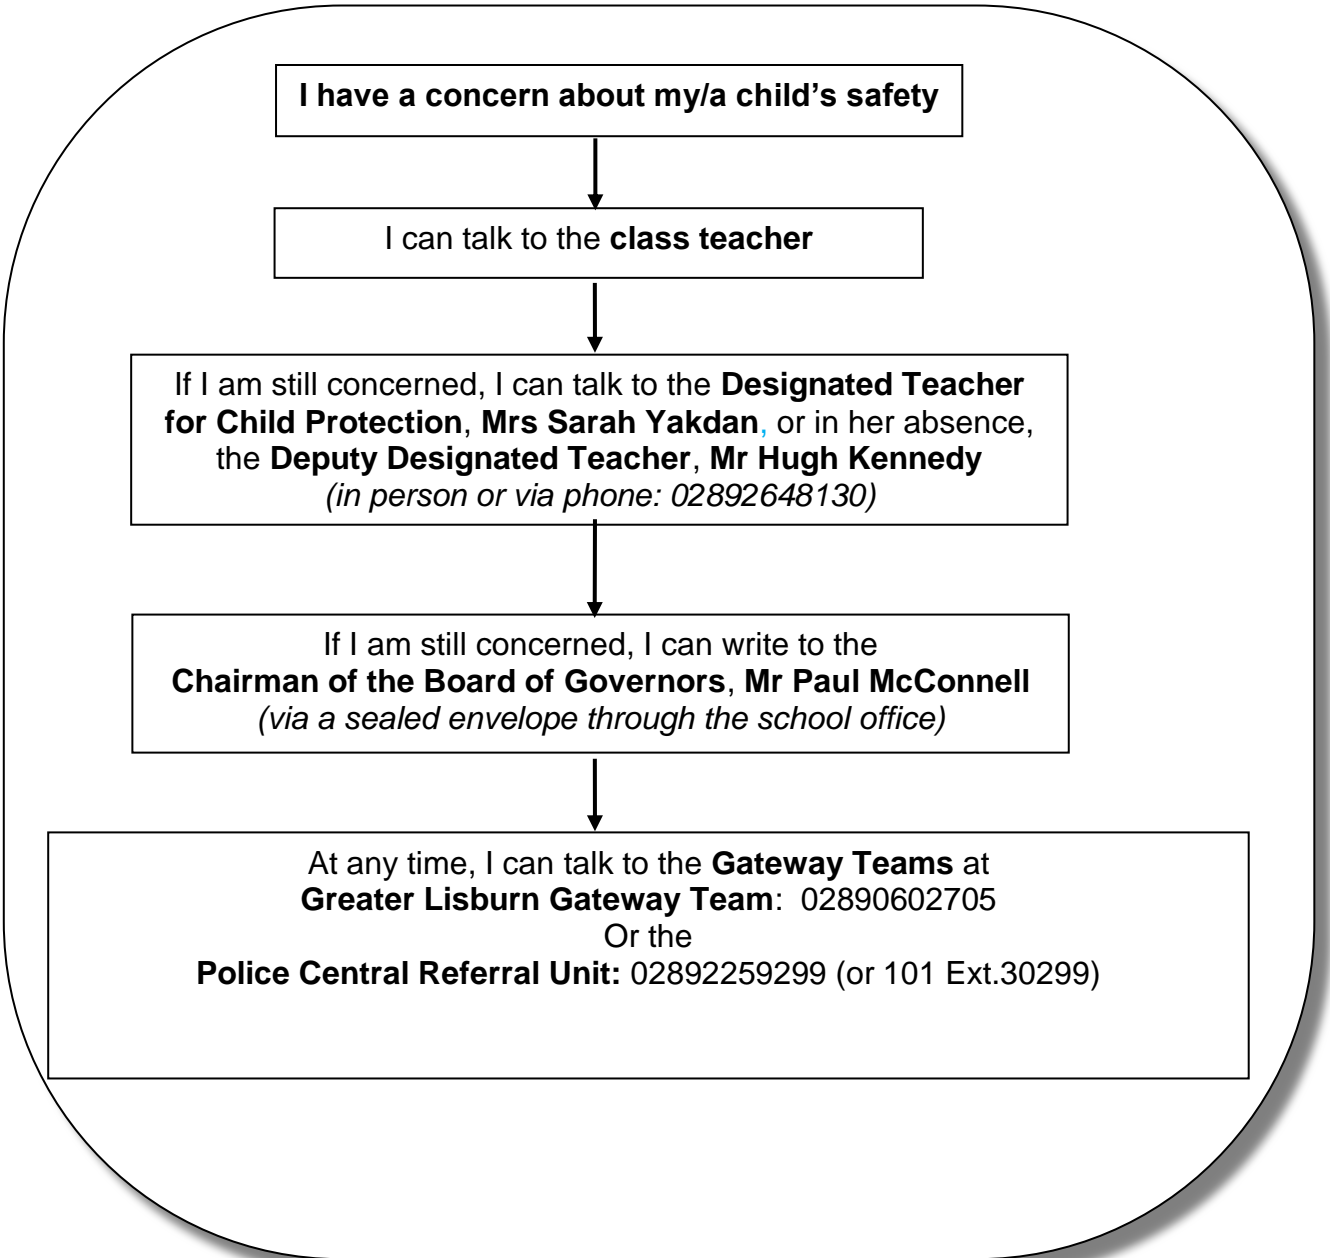 I have a concern about my/a child’s safety
I can talk to the class teacher
If I am still concerned, I can talk to the Designated Teacher
for Child Protection, Mrs Sarah Yakdan, or in her absence,
the Deputy Designated Teacher, Mr Hugh Kennedy
(in person or via phone: 02892648130)
If I am still concerned, I can write to the
Chairman of the Board of Governors, Mr Paul McConnell
(via a sealed envelope through the school office)
At any time, I can talk to the Gateway Teams at
Greater Lisburn Gateway Team:  02890602705
Or the
Police Central Referral Unit: 02892259299 (or 101 Ext.30299)